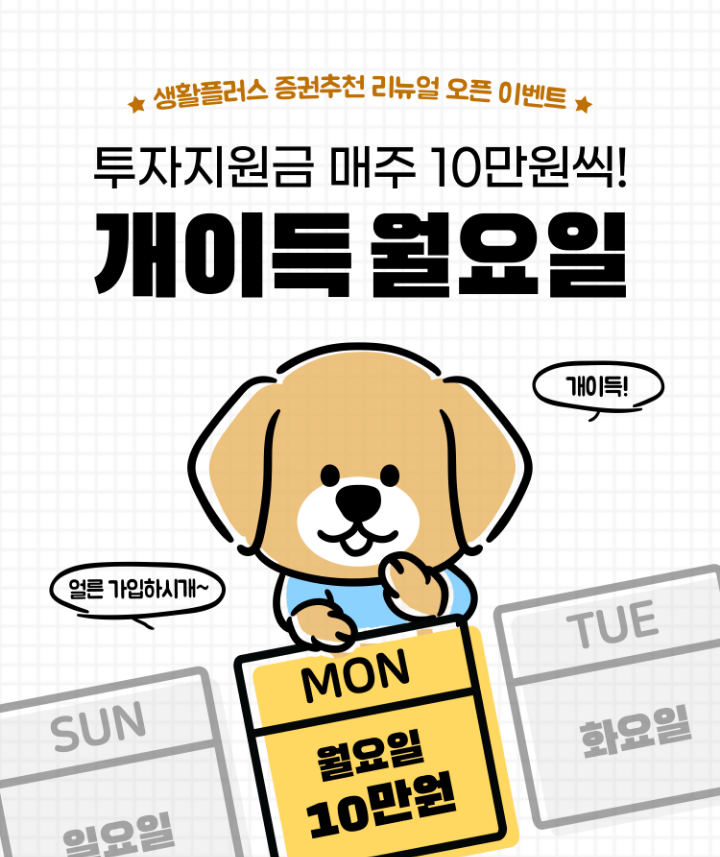 생활플러스 증권추천 리뉴얼 오픈 이벤트
투자지원금 매주 10만원씩!
개이득 월요일
개이득!
얼른 가입하시개~
SUN
일요일
MON
월요일
10만원
TUE
화요일